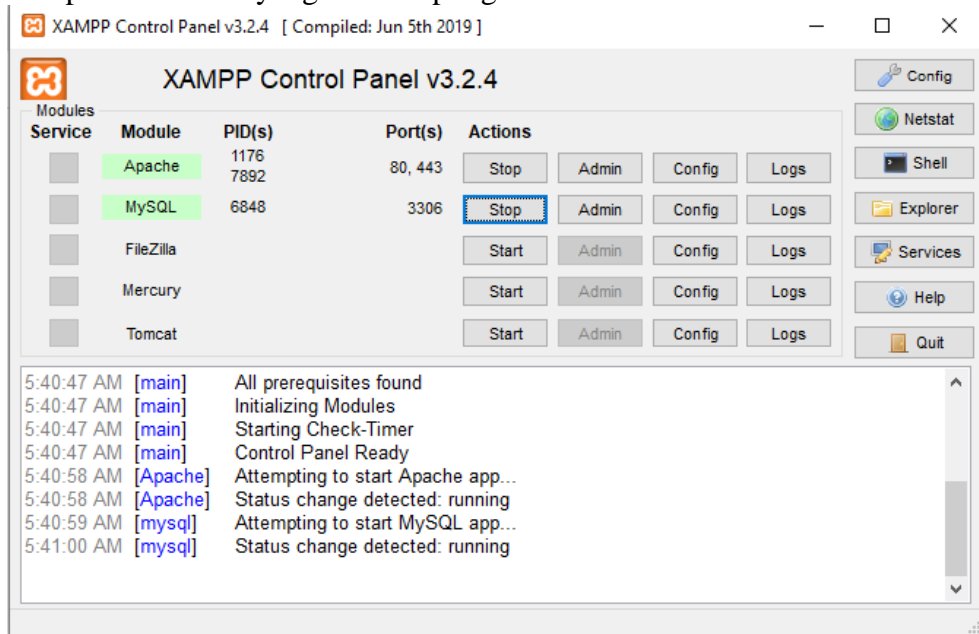 XAMPP Control Panel v3.2.4 [ Compiled: Jun 5th 2019 ]
XAMPP Control Panel v3.2.4
Config
Modules
Service Module PID(s) Port(s) Actions
Netstat
Apache 1176 7892 80, 443 Stop Admin Config Logs
Shell
MySQL 6848 3306 Stop Admin Config Logs
Explorer
FileZilla Start Admin Config Logs
Services
Mercury Start Admin Config Logs
Help
Tomcat Start Admin Config Logs
Quit
5:40:47 AM [main] All prerequisites found
5:40:47 AM [main] Initializing Modules
5:40:47 AM [main] Starting Check-Timer
5:40:47 AM [main] Control Panel Ready
5:40:58 AM [Apache] Attempting to start Apache app...
5:40:58 AM [Apache] Status change detected: running
5:40:59 AM [mysql] Attempting to start MySQL app...
5:41:00 AM [mysql] Status change detected: running